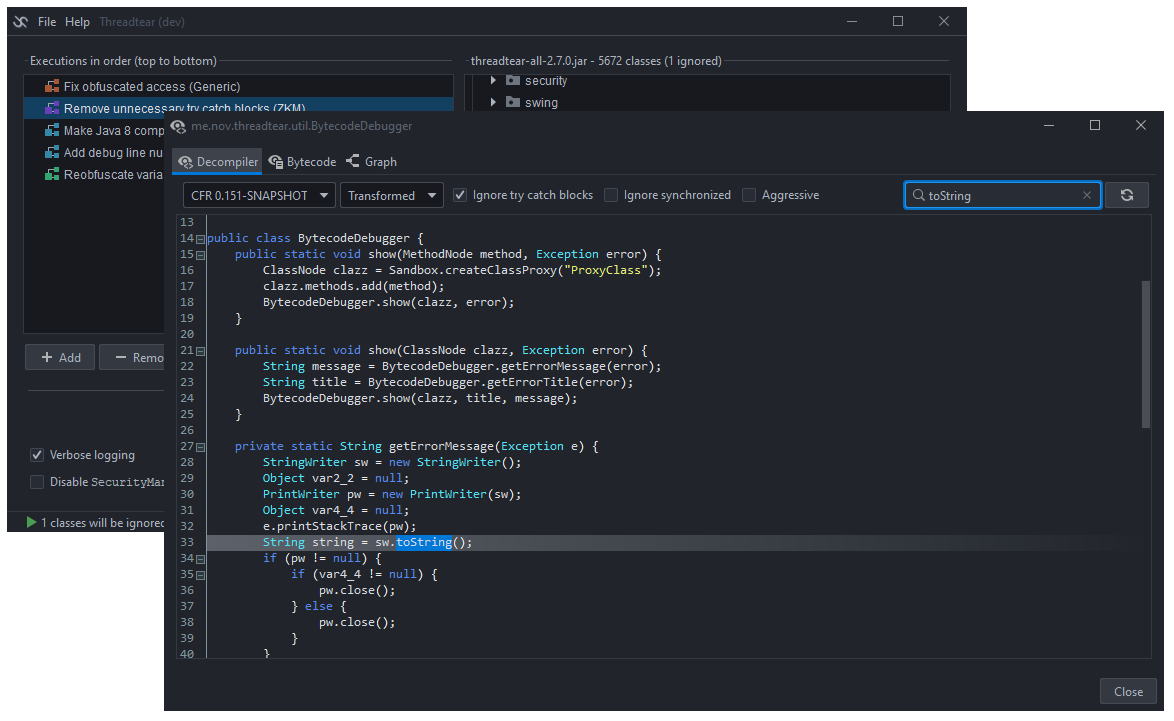 File Help Threadtear (dev)
Executions in order (top to bottom)
threadtear-all-2.7.0.jar - 5672 classes (1 ignored)
Fix obfuscated access (Generic)
Remove unnecessary try catch blocks (ZKM)
Make Java 8 comp
Add debug line nu
Reobfuscate varia
security
swing
Add
Remo
Verbose logging
Disable SecurityMar
1 classes will be ignored
me.nov.threadtear.util.BytecodeDebugger
Decompiler Bytecode Graph
CFR 0.151-SNAPSHOT Transformed Ignore try catch blocks Ignore synchronized Aggressive toString
13
14 public class BytecodeDebugger {
15     public static void show(MethodNode method, Exception error) {
16         ClassNode clazz = Sandbox.createClassProxy("ProxyClass");
17         clazz.methods.add(method);
18         BytecodeDebugger.show(clazz, error);
19     }
20
21     public static void show(ClassNode clazz, Exception error) {
22         String message = BytecodeDebugger.getErrorMessage(error);
23         String title = BytecodeDebugger.getErrorTitle(error);
24         BytecodeDebugger.show(clazz, title, message);
25     }
26
27     private static String getErrorMessage(Exception e) {
28         StringWriter sw = new StringWriter();
29         Object var2_2 = null;
30         PrintWriter pw = new PrintWriter(sw);
31         Object var4_4 = null;
32         e.printStackTrace(pw);
33         String string = sw.toString();
34         if (pw != null) {
35             if (var4_4 != null) {
36                 pw.close();
37             } else {
38                 pw.close();
39             }
40         }
Close